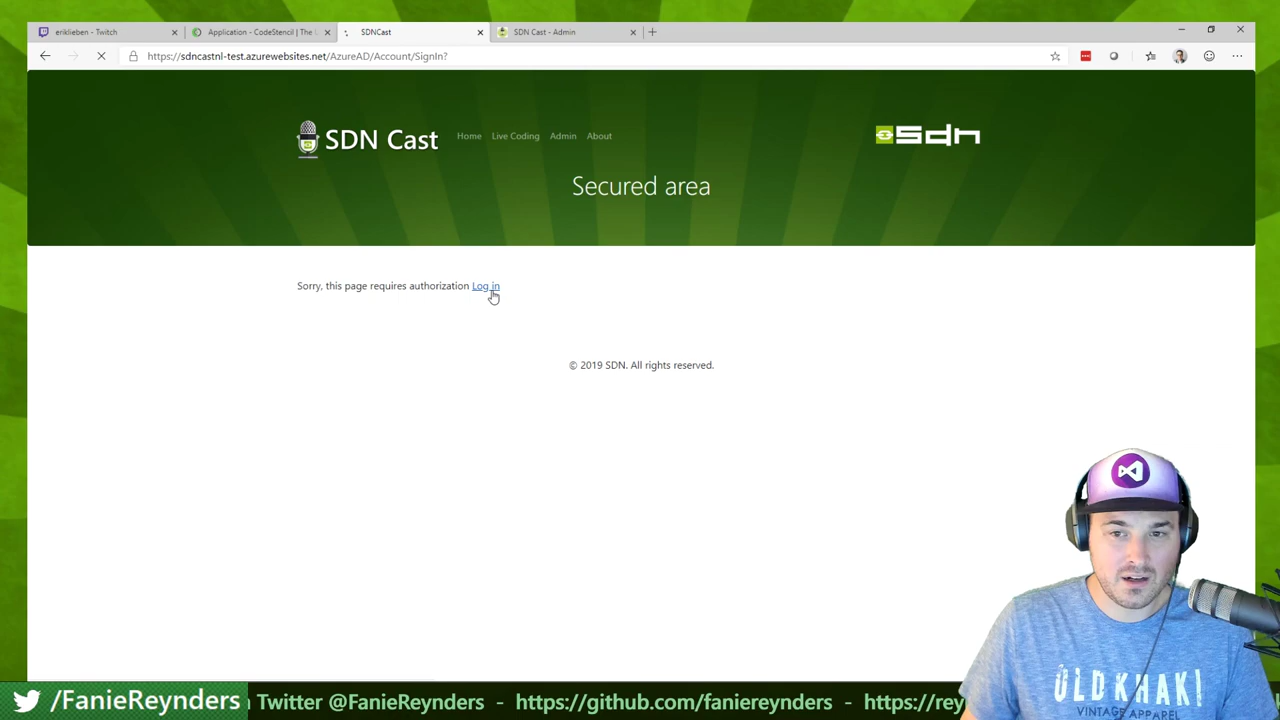 eriklieben - Twitch
Application - CodeStencil | The L
SDNCast
SDN Cast - Admin
https://sdncastnl-test.azurewebsites.net/AzureAD/Account/SignIn?
SDN Cast
Home
Live Coding
Admin
About
sdn
Secured area
Sorry, this page requires authorization Log in
© 2019 SDN. All rights reserved.
ÜLDKHAKI
VINTAGE APPAREL
/FanieReynders
Twitter @FanieReynders - https://github.com/faniereynders - https://rey